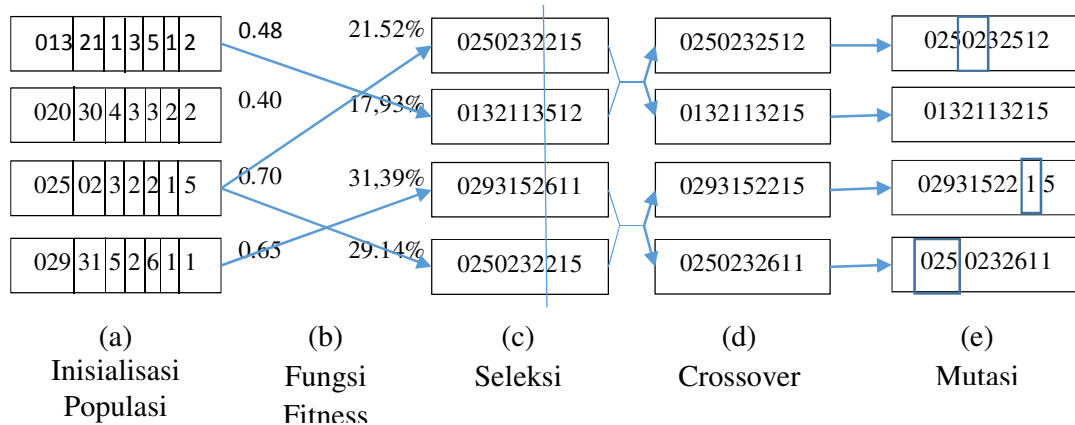 013 21 1 3 5 1 2 0.48 21.52% 0250232215 0250232512 0250232512
020 30 4 3 3 2 2 0.40 17,93% 0132113512 0132113215 0132113215
025 02 3 2 2 1 5 0.70 31,39% 0293152611 0293152215 02931522 1 5
029 31 5 2 6 1 1 0.65 29.14% 0250232215 0250232611 025 0232611
(a) (b) (c) (d) (e)
Inisialisasi Fungsi Seleksi Crossover Mutasi
Populasi Fitness